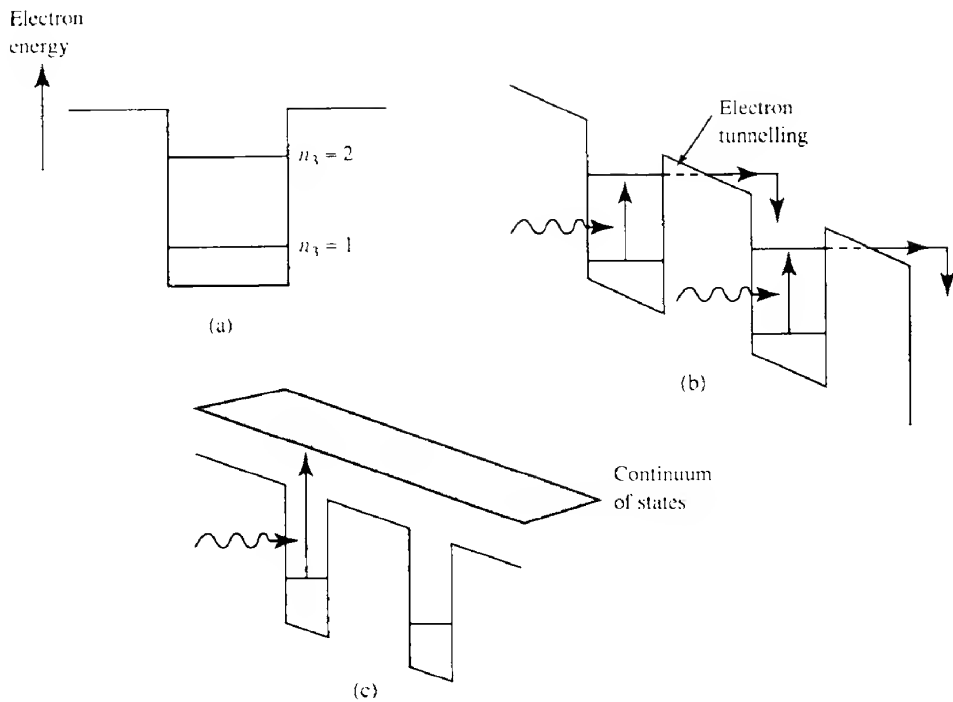 Electron
energy
n₃ = 2
n₃ = 1
(a)
Electron
tunnelling
(b)
Continuum
of states
(c)